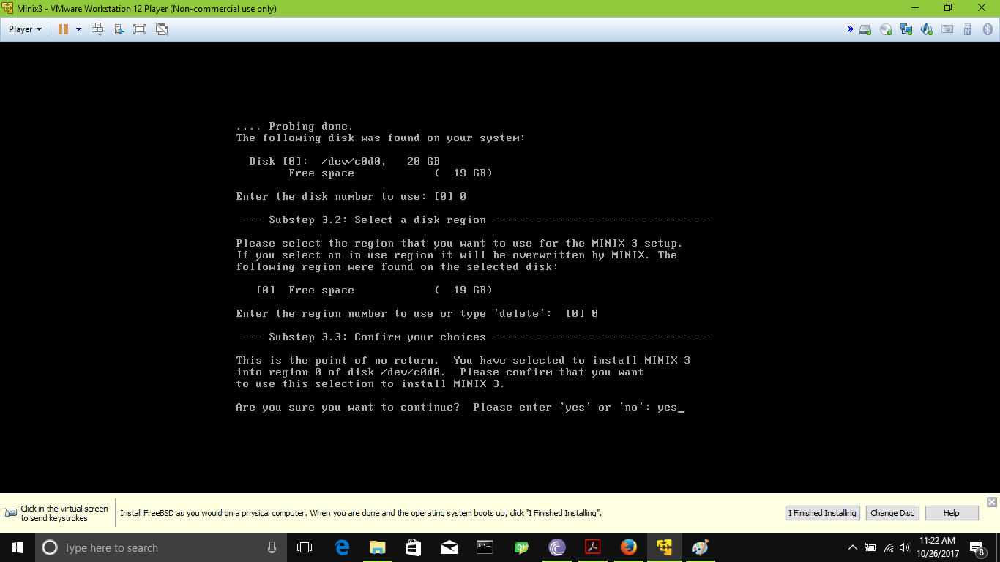 Minix3 - VMware Workstation 12 Player (Non-commercial use only)
Player
.... Probing done.
The following disk was found on your system:
Disk [0]:  /dev/c0d0,   20 GB
Free space            (  19 GB)
Enter the disk number to use: [0] 0
--- Substep 3.2: Select a disk region ---------------------------------
Please select the region that you want to use for the MINIX 3 setup.
If you select an in-use region it will be overwritten by MINIX. The
following region were found on the selected disk:
[0]  Free space            (  19 GB)
Enter the region number to use or type 'delete':  [0] 0
--- Substep 3.3: Confirm your choices ---------------------------------
This is the point of no return.  You have selected to install MINIX 3
into region 0 of disk /dev/c0d0.  Please confirm that you want
to use this selection to install MINIX 3.
Are you sure you want to continue?  Please enter 'yes' or 'no': yes_
Click in the virtual screen
to send keystrokes
Install FreeBSD as you would on a physical computer. When you are done and the operating system boots up, click "I Finished Installing".
I Finished Installing
Change Disc
Help
Type here to search
11:22 AM
10/26/2017
8